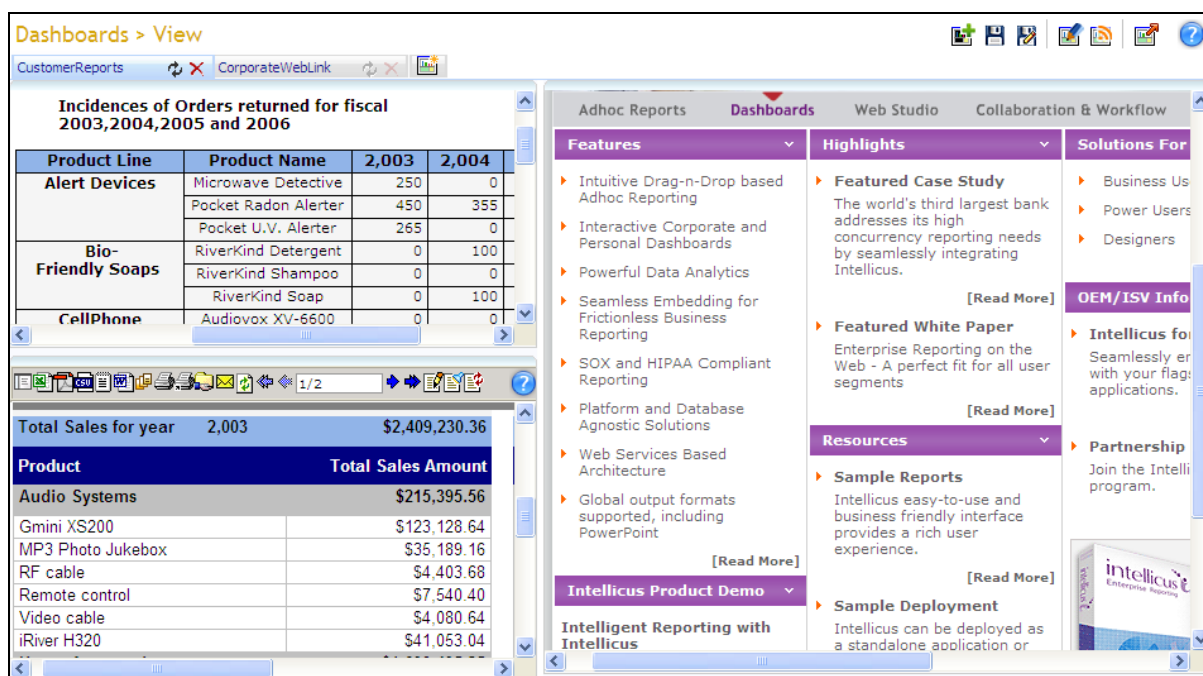 Dashboards > View
CustomerReports
CorporateWebLink
Incidences of Orders returned for fiscal
2003,2004,2005 and 2006
Product Line Product Name 2,003 2,004
Alert Devices Microwave Detective 250 0
Pocket Radon Alerter 450 355
Pocket U.V. Alerter 265 0
Bio-
Friendly Soaps
RiverKind Detergent 0 100
RiverKind Shampoo 0 0
RiverKind Soap 0 100
CellPhone Audiovox XV-6600 0 0
1/2
Total Sales for year 2,003 $2,409,230.36
Product Total Sales Amount
Audio Systems $215,395.56
Gmini XS200 $123,128.64
MP3 Photo Jukebox $35,189.16
RF cable $4,403.68
Remote control $7,540.40
Video cable $4,080.64
iRiver H320 $41,053.04
Adhoc Reports Dashboards Web Studio Collaboration & Workflow
Features
Intuitive Drag-n-Drop based
Adhoc Reporting
Interactive Corporate and
Personal Dashboards
Powerful Data Analytics
Seamless Embedding for
Frictionless Business
Reporting
SOX and HIPAA Compliant
Reporting
Platform and Database
Agnostic Solutions
Web Services Based
Architecture
Global output formats
supported, including
PowerPoint
[Read More]
Intellicus Product Demo
Intelligent Reporting with
Intellicus
Highlights
Featured Case Study
The world's third largest bank
addresses its high
concurrency reporting needs
by seamlessly integrating
Intellicus.
[Read More]
Featured White Paper
Enterprise Reporting on the
Web - A perfect fit for all user
segments
[Read More]
Resources
Sample Reports
Intellicus easy-to-use and
business friendly interface
provides a rich user
experience.
[Read More]
Sample Deployment
Intellicus can be deployed as
a standalone application or
Solutions For
Business Us
Power Users
Designers
OEM/ISV Info
Intellicus fo
Seamlessly en
with your flags
applications.
Partnership
Join the Intelli
program.
intellicus
Enterprise Reporting